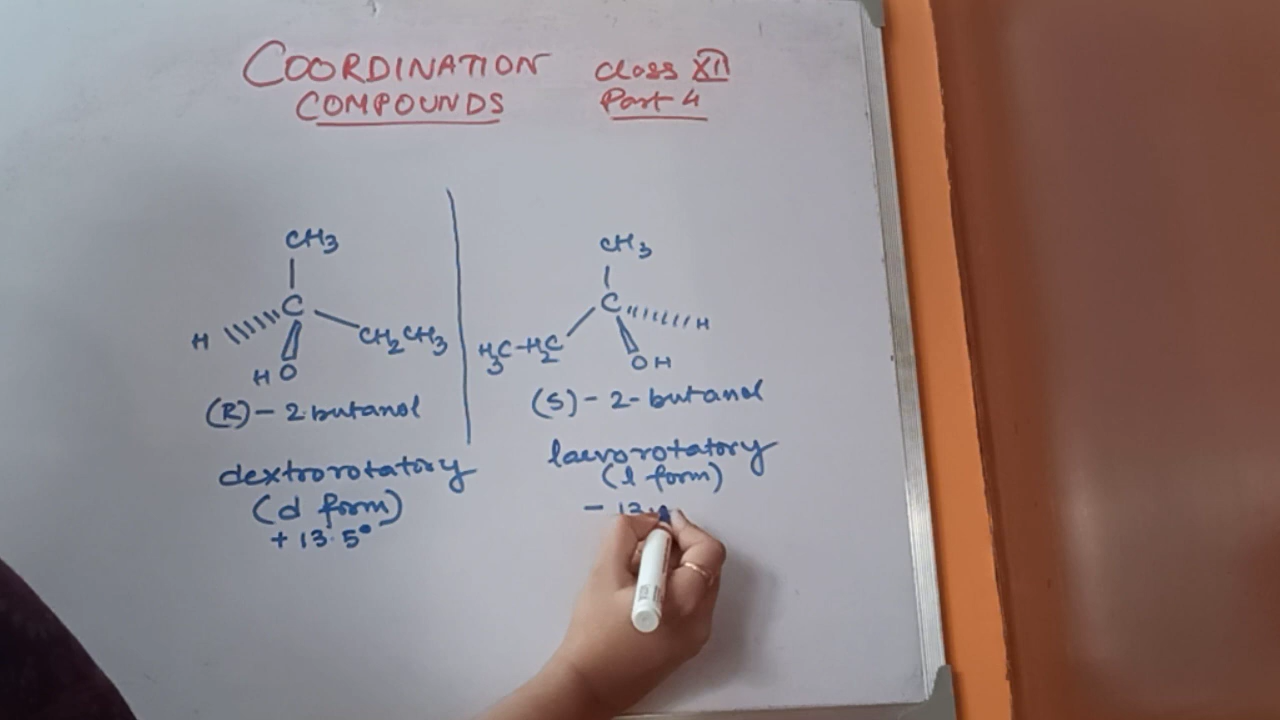 COORDINATION COMPOUNDS
Class XII
Part 4
CH3
C
H
CH2CH3
HO
(R) - 2.butanol
dextrorotatory
(d form)
+ 13.5°
CH3
C
H
H3C-H2C
OH
(S) - 2-butanol
laevorotatory
(l form)
- 13.